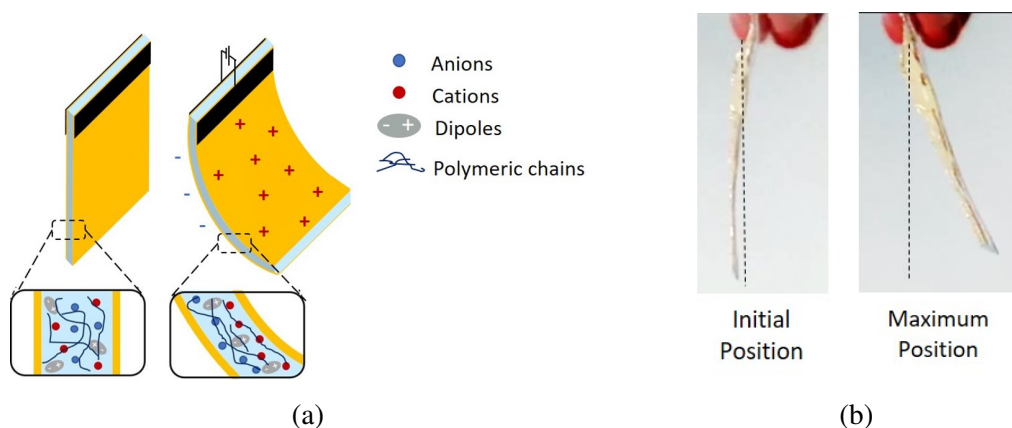 Anions
Cations
- +
Dipoles
Polymeric chains
+ + + + + + + + + +
- - - -
Initial
Position
Maximum
Position
(a)
(b)